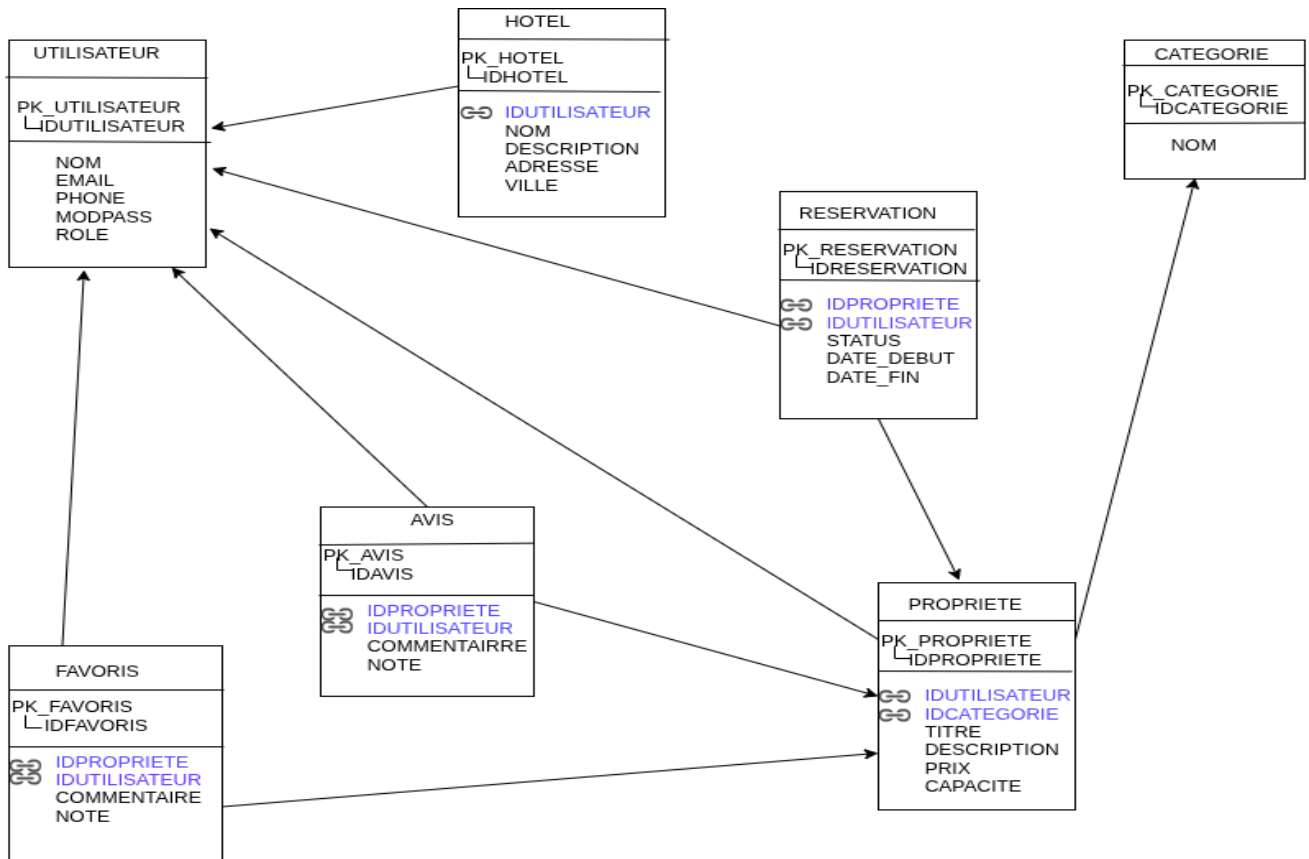 UTILISATEUR
PK_UTILISATEUR
IDUTILISATEUR
NOM
EMAIL
PHONE
MODPASS
ROLE
HOTEL
PK_HOTEL
IDHOTEL
IDUTILISATEUR
NOM
DESCRIPTION
ADRESSE
VILLE
CATEGORIE
PK_CATEGORIE
IDCATEGORIE
NOM
RESERVATION
PK_RESERVATION
IDRESERVATION
IDPROPRIETE
IDUTILISATEUR
STATUS
DATE_DEBUT
DATE_FIN
AVIS
PK_AVIS
IDAVIS
IDPROPRIETE
IDUTILISATEUR
COMMENTAIRRE
NOTE
PROPRIETE
PK_PROPRIETE
IDPROPRIETE
IDUTILISATEUR
IDCATEGORIE
TITRE
DESCRIPTION
PRIX
CAPACITE
FAVORIS
PK_FAVORIS
IDFAVORIS
IDPROPRIETE
IDUTILISATEUR
COMMENTAIRE
NOTE